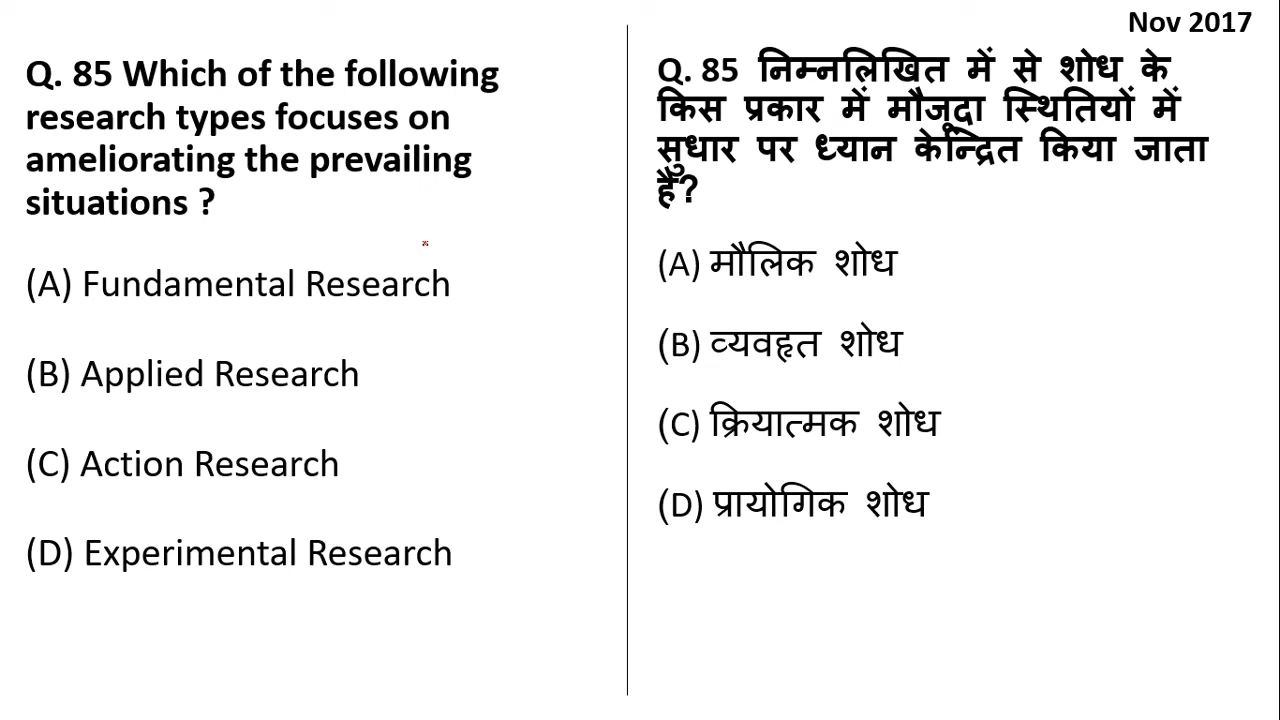 Nov 2017
Q. 85 Which of the following
research types focuses on
ameliorating the prevailing
situations ?
(A) Fundamental Research
(B) Applied Research
(C) Action Research
(D) Experimental Research
Q. 85 निम्नलिखित में से शोध के
किस प्रकार में मौजूदा स्थितियों में
सुधार पर ध्यान केन्द्रित किया जाता
है?
(A) मौलिक शोध
(B) व्यवहृत शोध
(C) क्रियात्मक शोध
(D) प्रायोगिक शोध